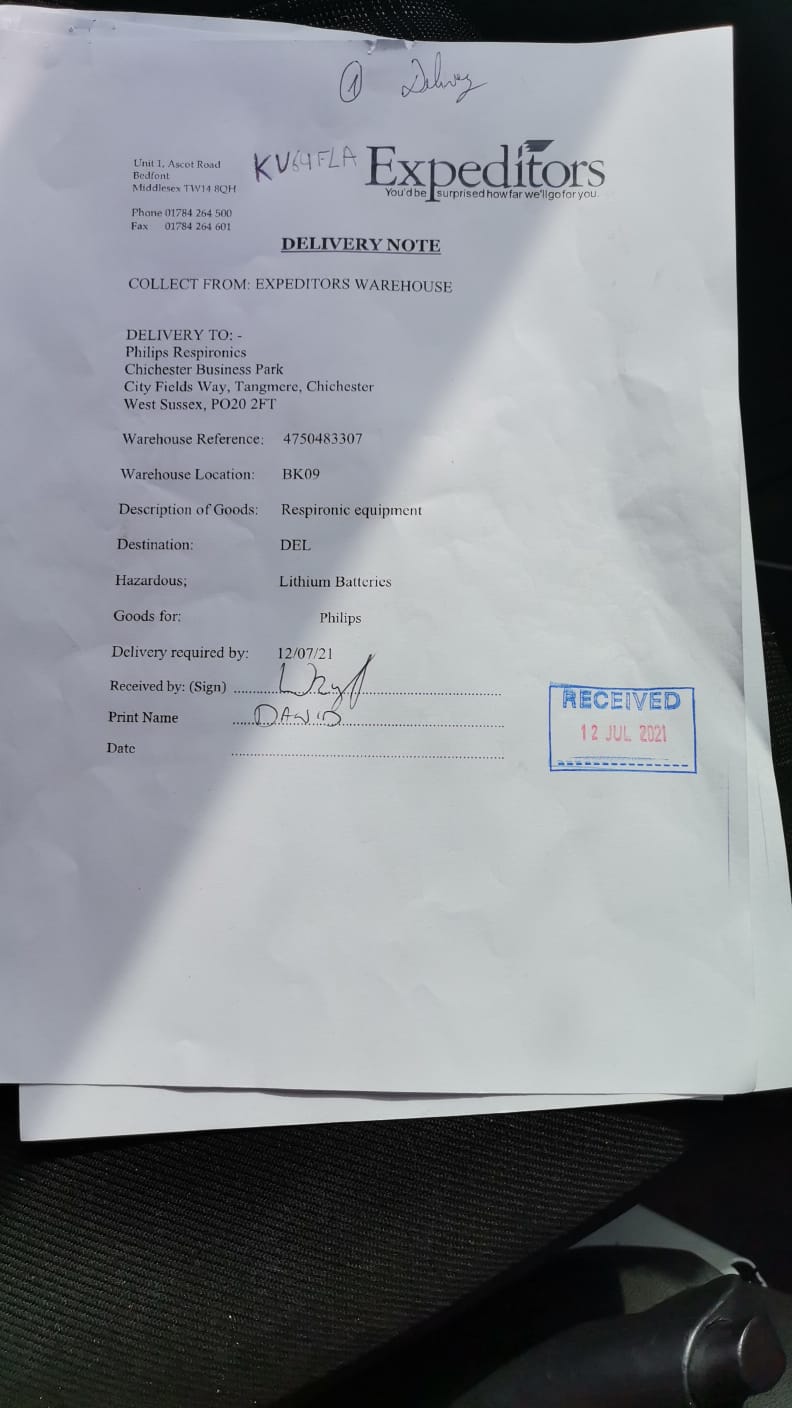 ① Delivery
Unit 1, Ascot Road
Bedfont
Middlesex TW14 8QH
Phone 01784 264 500
Fax 01784 264 601
KV64FLA
Expeditors
You'd be surprised how far we'll go for you.
DELIVERY NOTE
COLLECT FROM: EXPEDITORS WAREHOUSE
DELIVERY TO: -
Philips Respironics
Chichester Business Park
City Fields Way, Tangmere, Chichester
West Sussex, PO20 2FT
Warehouse Reference: 4750483307
Warehouse Location: BK09
Description of Goods: Respironic equipment
Destination: DEL
Hazardous; Lithium Batteries
Goods for: Philips
Delivery required by: 12/07/21
Received by: (Sign)
Print Name DAWID
Date
RECEIVED
12 JUL 2021